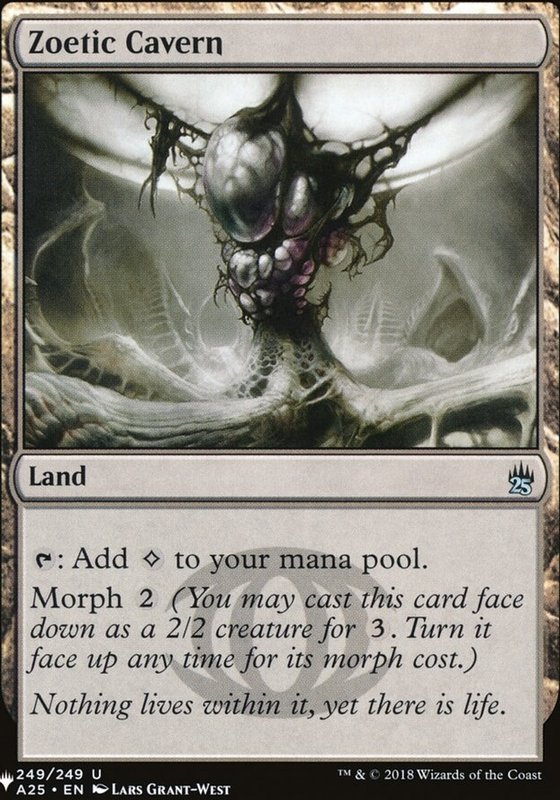 Zoetic Cavern
Land
25
: Add to your mana pool.
Morph 2 (You may cast this card face
down as a 2/2 creature for 3. Turn it
face up any time for its morph cost.)
Nothing lives within it, yet there is life.
249/249 U
A25 • EN Lars Grant-West
™ & © 2018 Wizards of the Coast